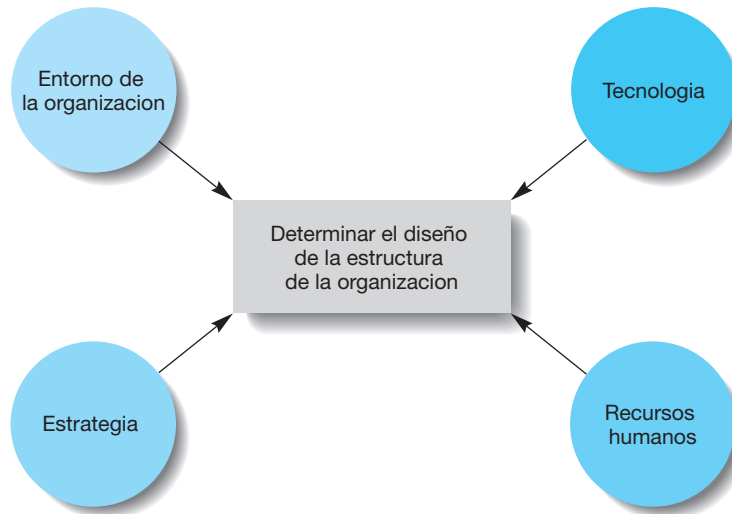 Entorno de
la organizacion
Tecnologia
Determinar el diseño
de la estructura
de la organizacion
Estrategia
Recursos
humanos